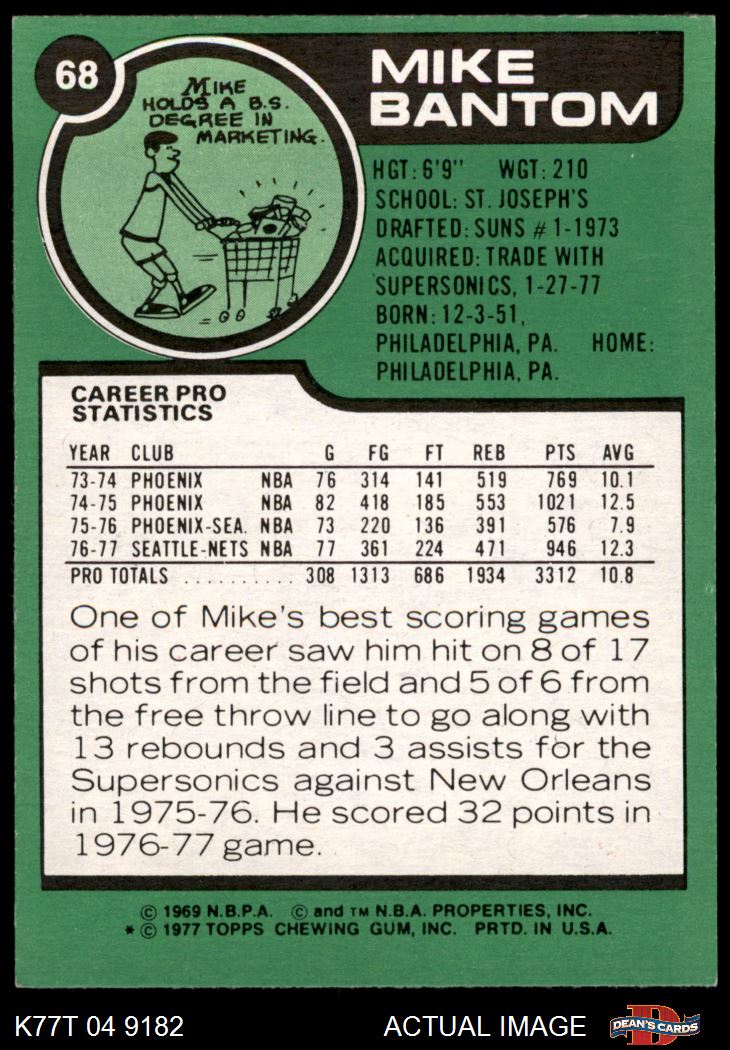 68
MIKE
HOLDS A B.S.
DEGREE IN
MARKETING.
MIKE
BANTOM
HGT: 6'9" WGT: 210
SCHOOL: ST. JOSEPH'S
DRAFTED: SUNS # 1-1973
ACQUIRED: TRADE WITH
SUPERSONICS, 1-27-77
BORN: 12-3-51,
PHILADELPHIA, PA. HOME:
PHILADELPHIA, PA.
CAREER PRO
STATISTICS
YEAR CLUB G FG FT REB PTS AVG
73-74 PHOENIX NBA 76 314 141 519 769 10.1
74-75 PHOENIX NBA 82 418 185 553 1021 12.5
75-76 PHOENIX-SEA. NBA 73 220 136 391 576 7.9
76-77 SEATTLE-NETS NBA 77 361 224 471 946 12.3
PRO TOTALS .......... 308 1313 686 1934 3312 10.8
One of Mike's best scoring games
of his career saw him hit on 8 of 17
shots from the field and 5 of 6 from
the free throw line to go along with
13 rebounds and 3 assists for the
Supersonics against New Orleans
in 1975-76. He scored 32 points in
1976-77 game.
© 1969 N.B.P.A. © and TM N.B.A. PROPERTIES, INC.
* © 1977 TOPPS CHEWING GUM, INC. PRTD. IN U.S.A.
K77T 04 9182 ACTUAL IMAGE DEAN'S CARDS